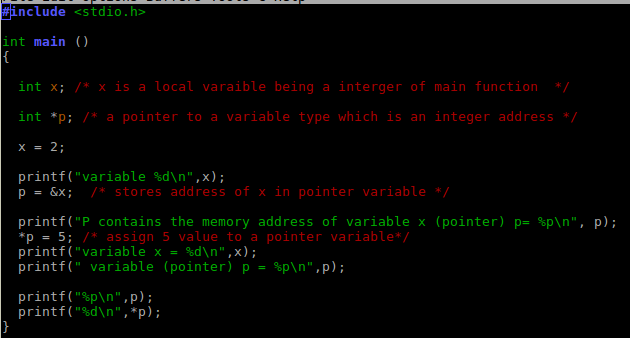 #include <stdio.h>
int main ()
{
int x; /* x is a local varaible being a interger of main function */
int *p; /* a pointer to a variable type which is an integer address */
x = 2;
printf("variable %d\n",x);
p = &x; /* stores address of x in pointer variable */
printf("P contains the memory address of variable x (pointer) p= %p\n", p);
*p = 5; /* assign 5 value to a pointer variable*/
printf("variable x = %d\n",x);
printf(" variable (pointer) p = %p\n",p);
printf("%p\n",p);
printf("%d\n",*p);
}